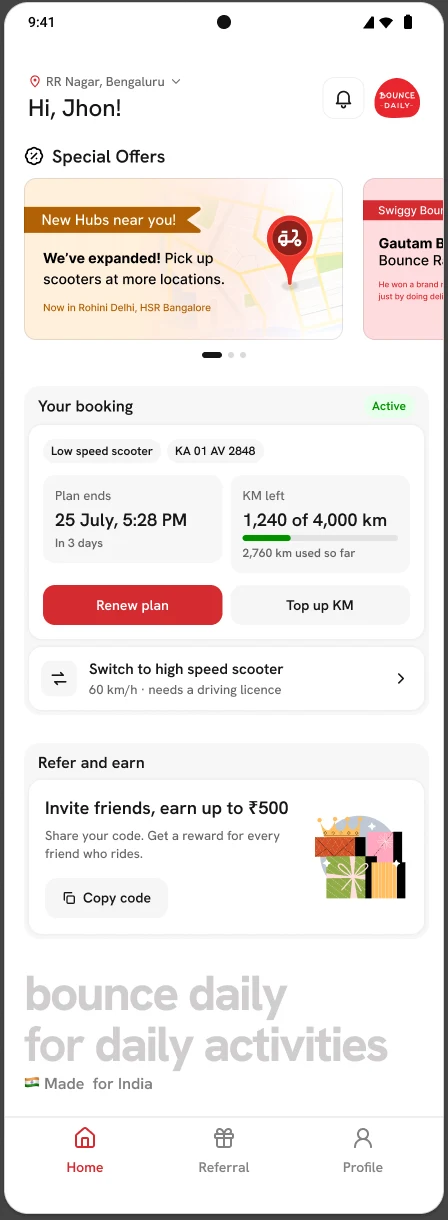 9:41
RR Nagar, Bengaluru
Hi, Jhon!
BOUNCE
-DAILY-
Special Offers
New Hubs near you!
We've expanded! Pick up
scooters at more locations.
Now in Rohini Delhi, HSR Bangalore
Swiggy Boun
Gautam B
Bounce R
He won a brand
just by doing deli
Your booking
Active
Low speed scooter
KA 01 AV 2848
Plan ends
25 July, 5:28 PM
In 3 days
KM left
1,240 of 4,000 km
2,760 km used so far
Renew plan
Top up KM
Switch to high speed scooter
60 km/h · needs a driving licence
Refer and earn
Invite friends, earn up to ₹500
Share your code. Get a reward for every
friend who rides.
Copy code
bounce daily
for daily activities
Made for India
Home
Referral
Profile